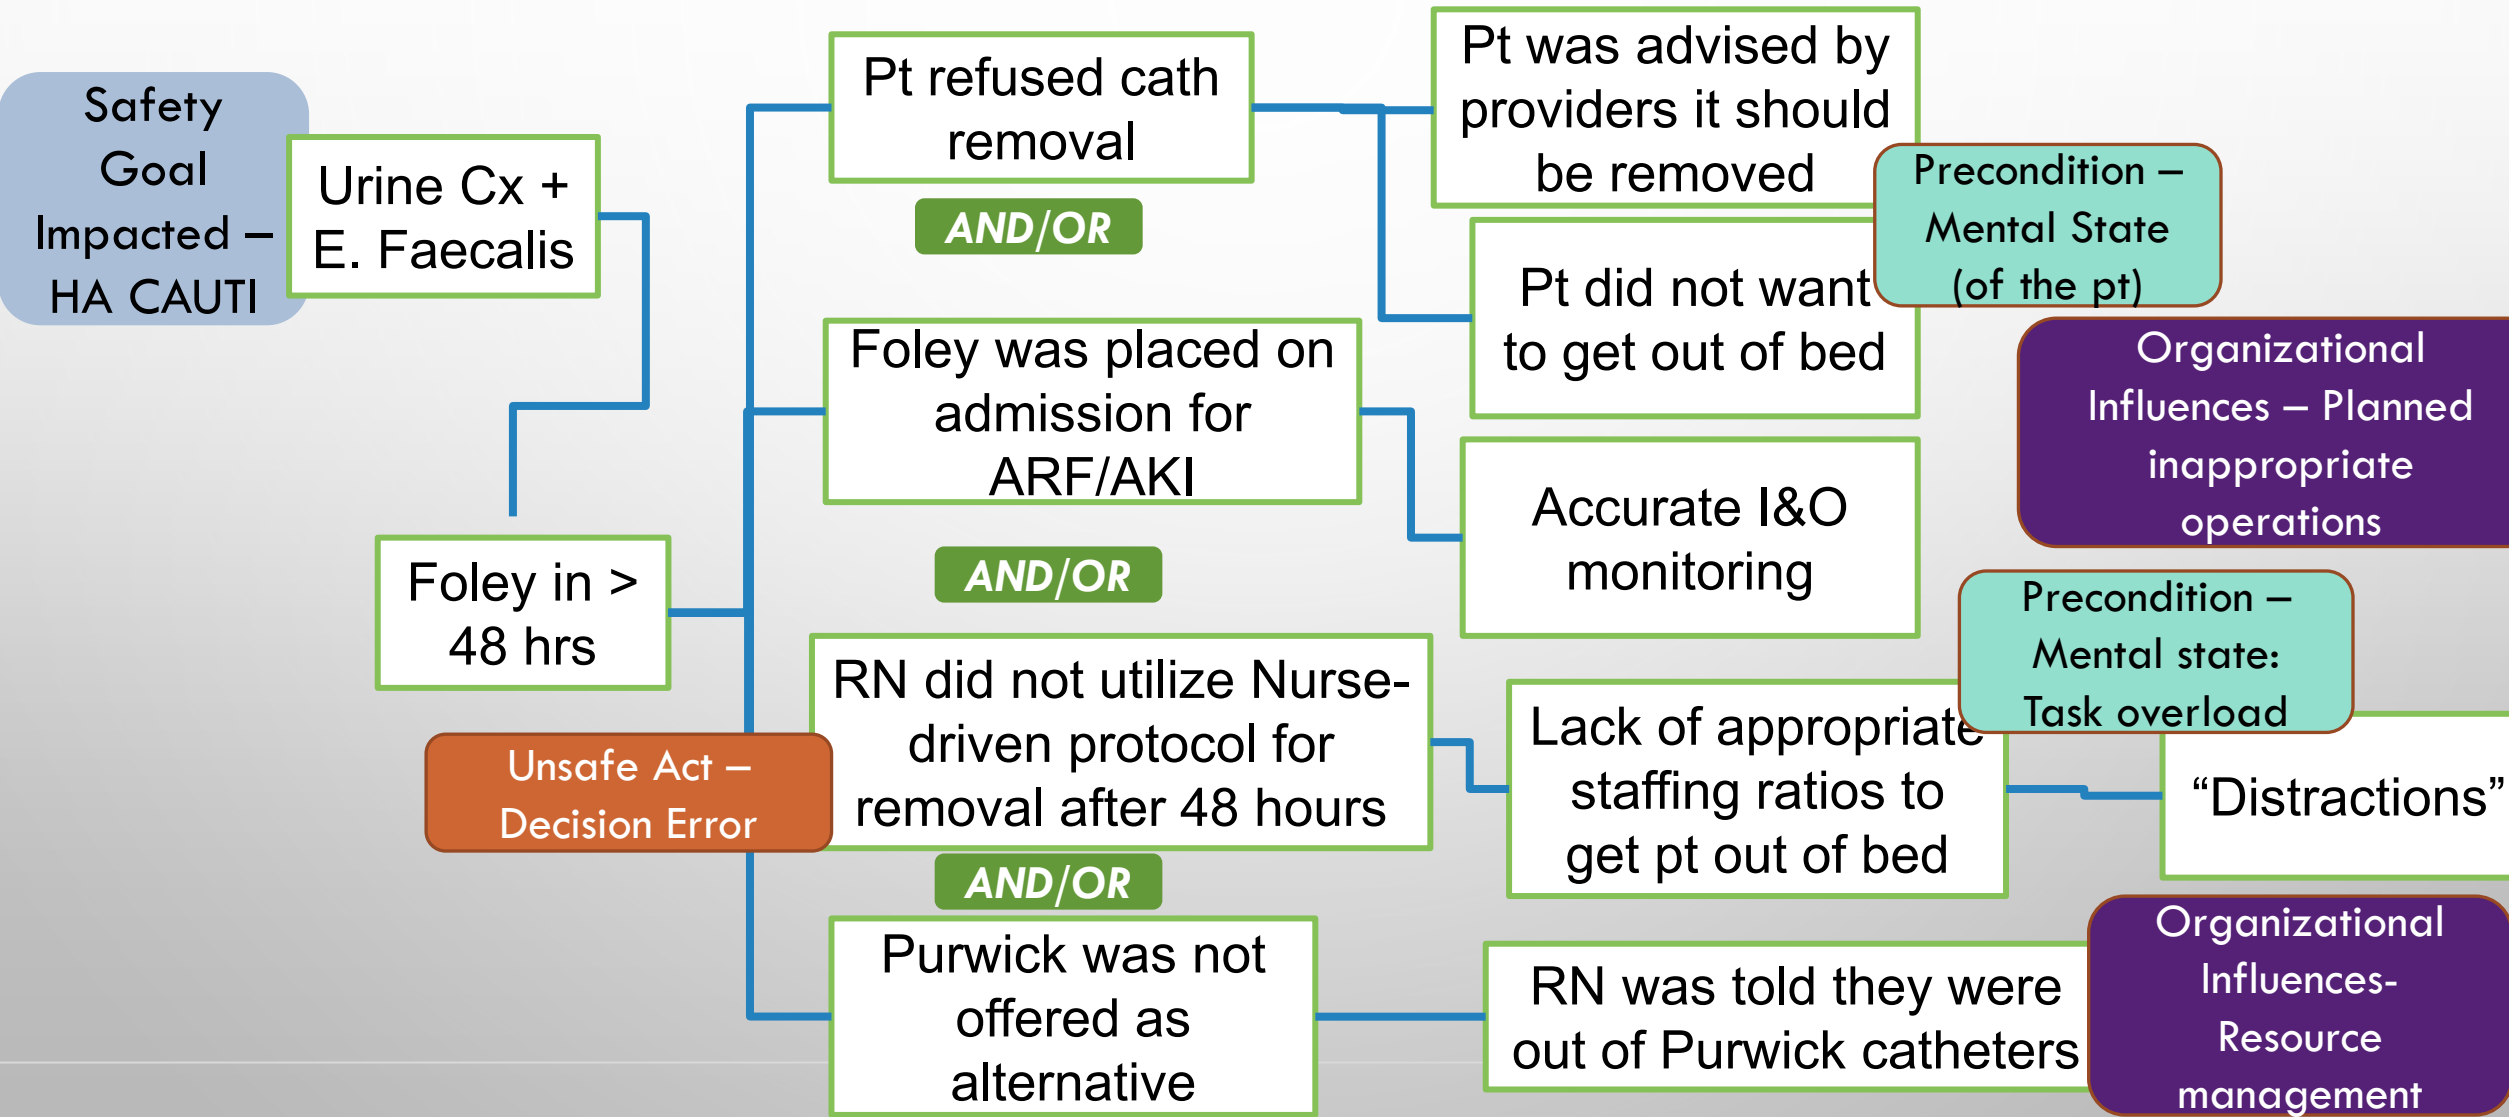 Safety
Goal
Impacted –
HA CAUTI
Urine Cx +
E. Faecalis
Foley in >
48 hrs
Unsafe Act –
Decision Error
Pt refused cath
removal
AND/OR
Foley was placed on
admission for
ARF/AKI
AND/OR
RN did not utilize Nurse-
driven protocol for
removal after 48 hours
AND/OR
Purwick was not
offered as
alternative
Pt was advised by
providers it should
be removed
Precondition –
Mental State
(of the pt)
Pt did not want
to get out of bed
Organizational
Influences – Planned
inappropriate
operations
Accurate I&O
monitoring
Precondition –
Mental state:
Task overload
Lack of appropriate
staffing ratios to
get pt out of bed
“Distractions”
RN was told they were
out of Purwick catheters
Organizational
Influences-
Resource
management